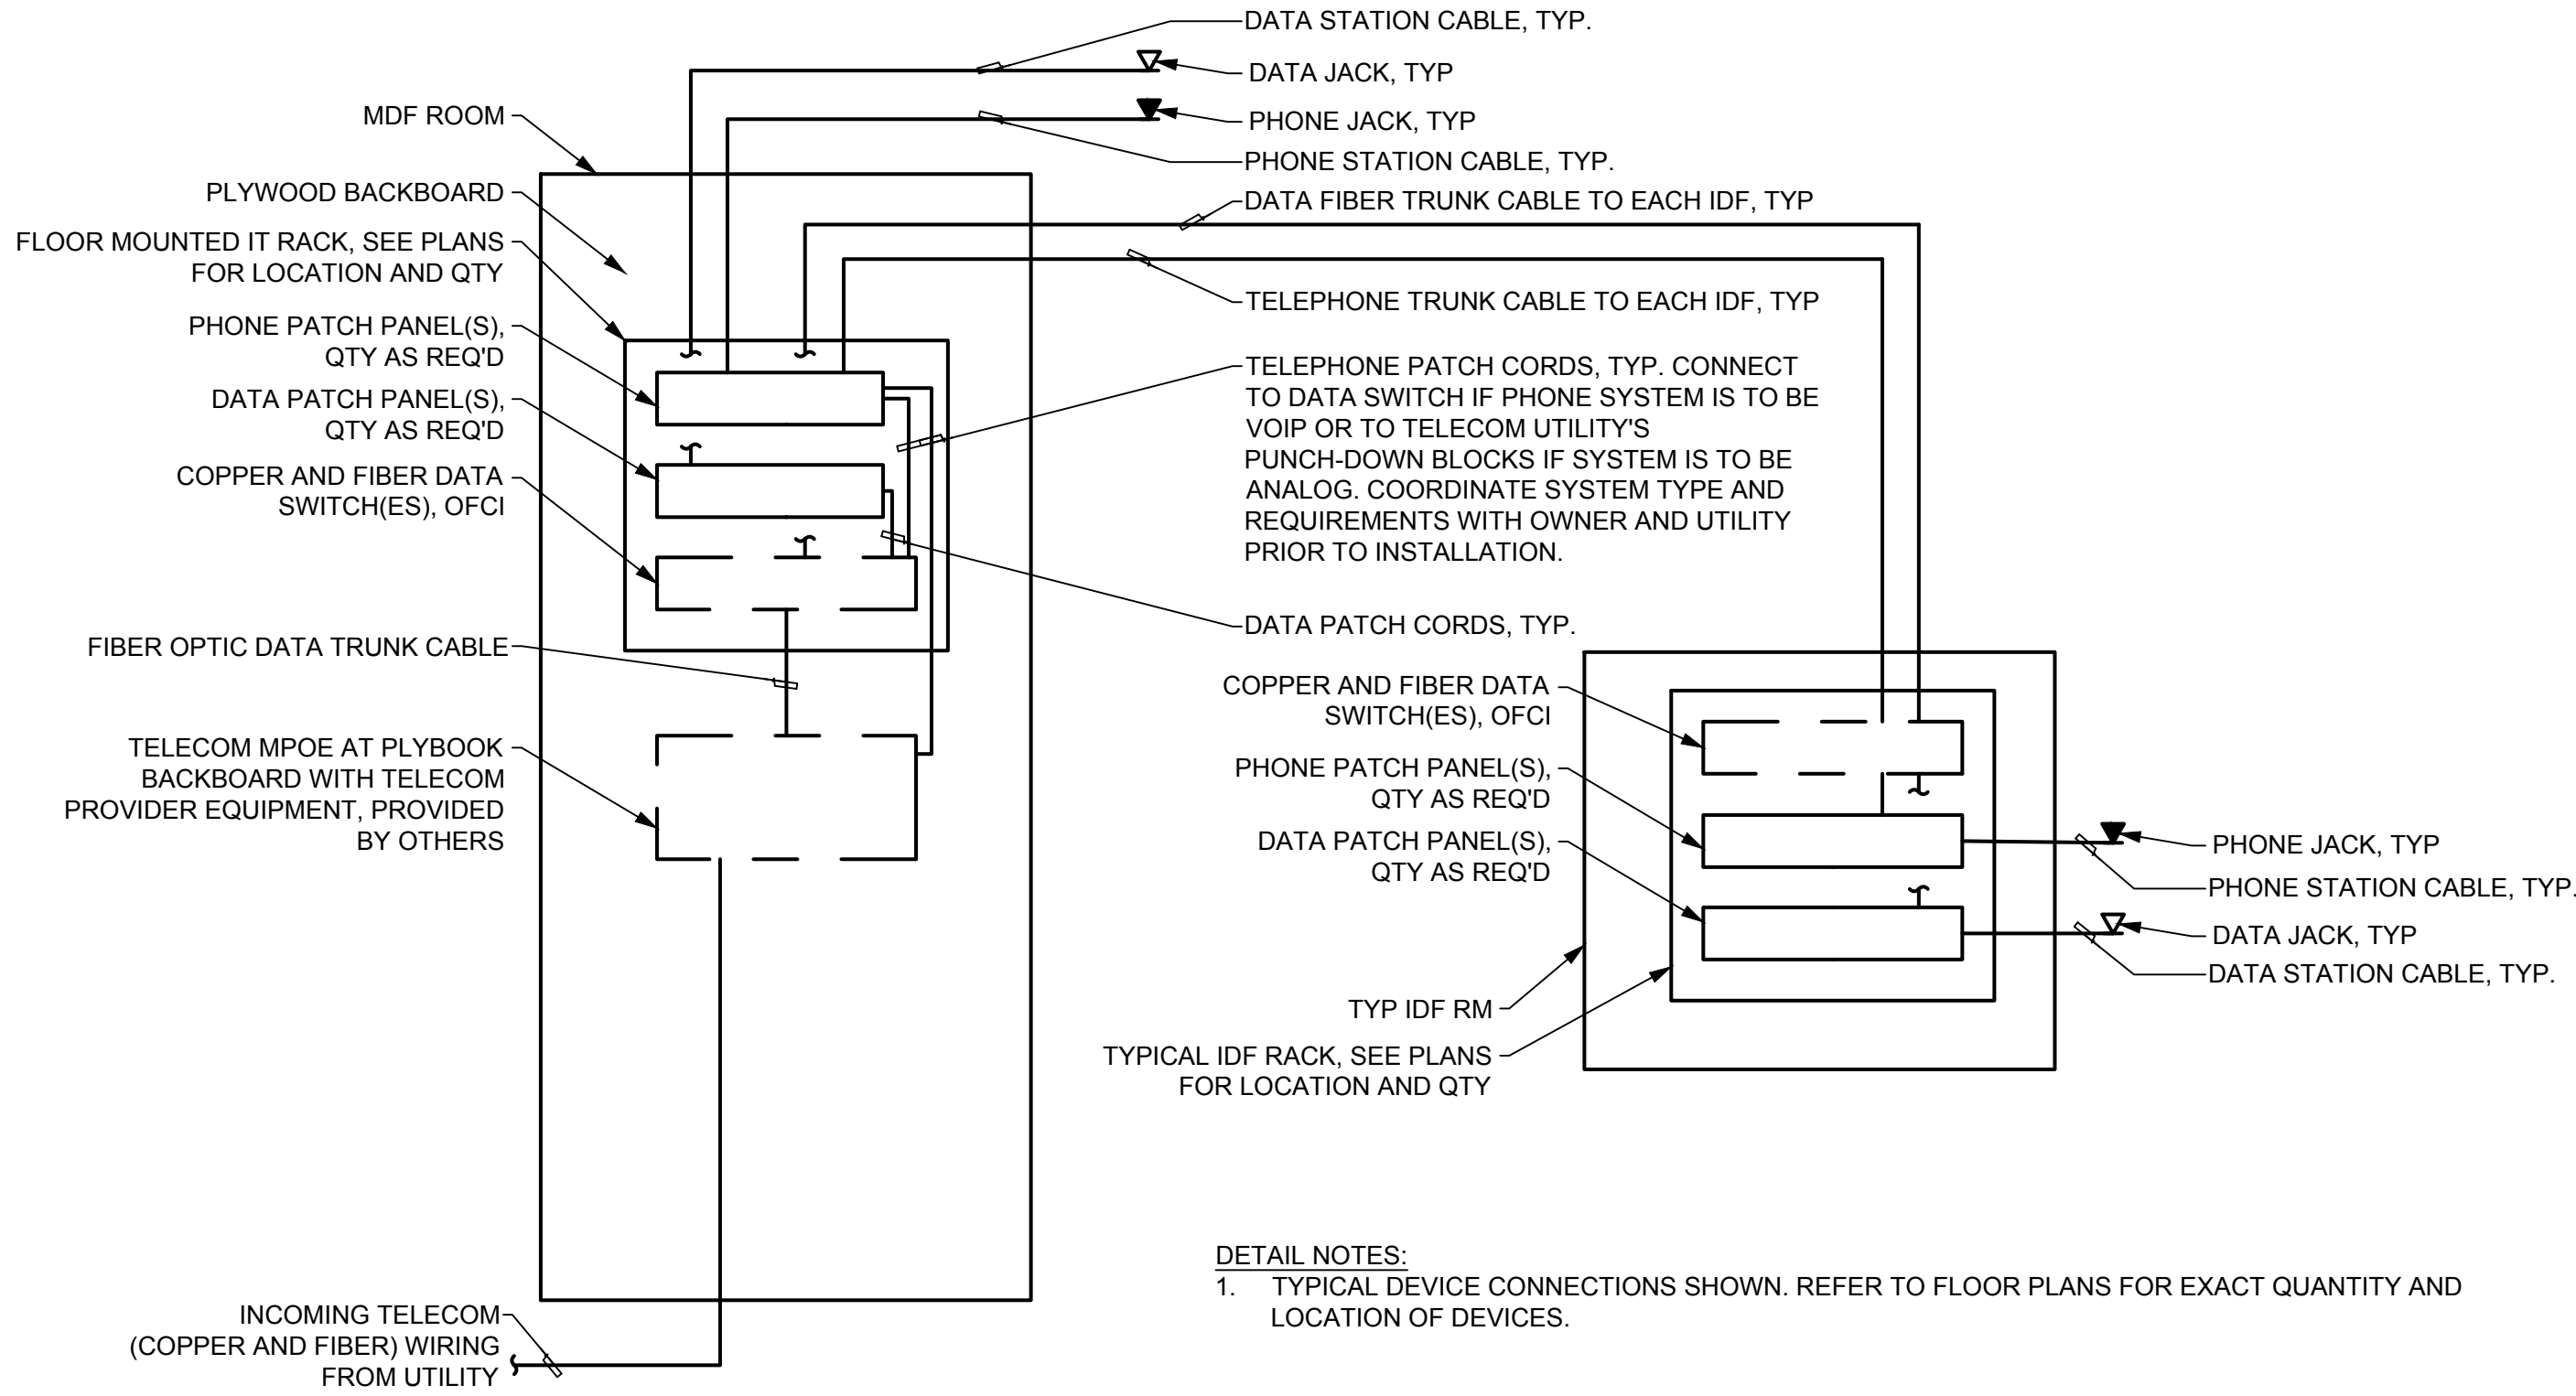 DATA STATION CABLE, TYP.
DATA JACK, TYP
MDF ROOM
PHONE JACK, TYP
PHONE STATION CABLE, TYP.
PLYWOOD BACKBOARD
DATA FIBER TRUNK CABLE TO EACH IDF, TYP
FLOOR MOUNTED IT RACK, SEE PLANS
FOR LOCATION AND QTY
TELEPHONE TRUNK CABLE TO EACH IDF, TYP
PHONE PATCH PANEL(S),
QTY AS REQ'D
DATA PATCH PANEL(S),
QTY AS REQ'D
COPPER AND FIBER DATA
SWITCH(ES), OFCI
TELEPHONE PATCH CORDS, TYP. CONNECT
TO DATA SWITCH IF PHONE SYSTEM IS TO BE
VOIP OR TO TELECOM UTILITY'S
PUNCH-DOWN BLOCKS IF SYSTEM IS TO BE
ANALOG. COORDINATE SYSTEM TYPE AND
REQUIREMENTS WITH OWNER AND UTILITY
PRIOR TO INSTALLATION.
DATA PATCH CORDS, TYP.
FIBER OPTIC DATA TRUNK CABLE
TELECOM MPOE AT PLYBOOK
BACKBOARD WITH TELECOM
PROVIDER EQUIPMENT, PROVIDED
BY OTHERS
COPPER AND FIBER DATA
SWITCH(ES), OFCI
PHONE PATCH PANEL(S),
QTY AS REQ'D
DATA PATCH PANEL(S),
QTY AS REQ'D
PHONE JACK, TYP
PHONE STATION CABLE, TYP.
DATA JACK, TYP
DATA STATION CABLE, TYP.
TYP IDF RM
TYPICAL IDF RACK, SEE PLANS
FOR LOCATION AND QTY
DETAIL NOTES:
1. TYPICAL DEVICE CONNECTIONS SHOWN. REFER TO FLOOR PLANS FOR EXACT QUANTITY AND
LOCATION OF DEVICES.
INCOMING TELECOM
(COPPER AND FIBER) WIRING
FROM UTILITY